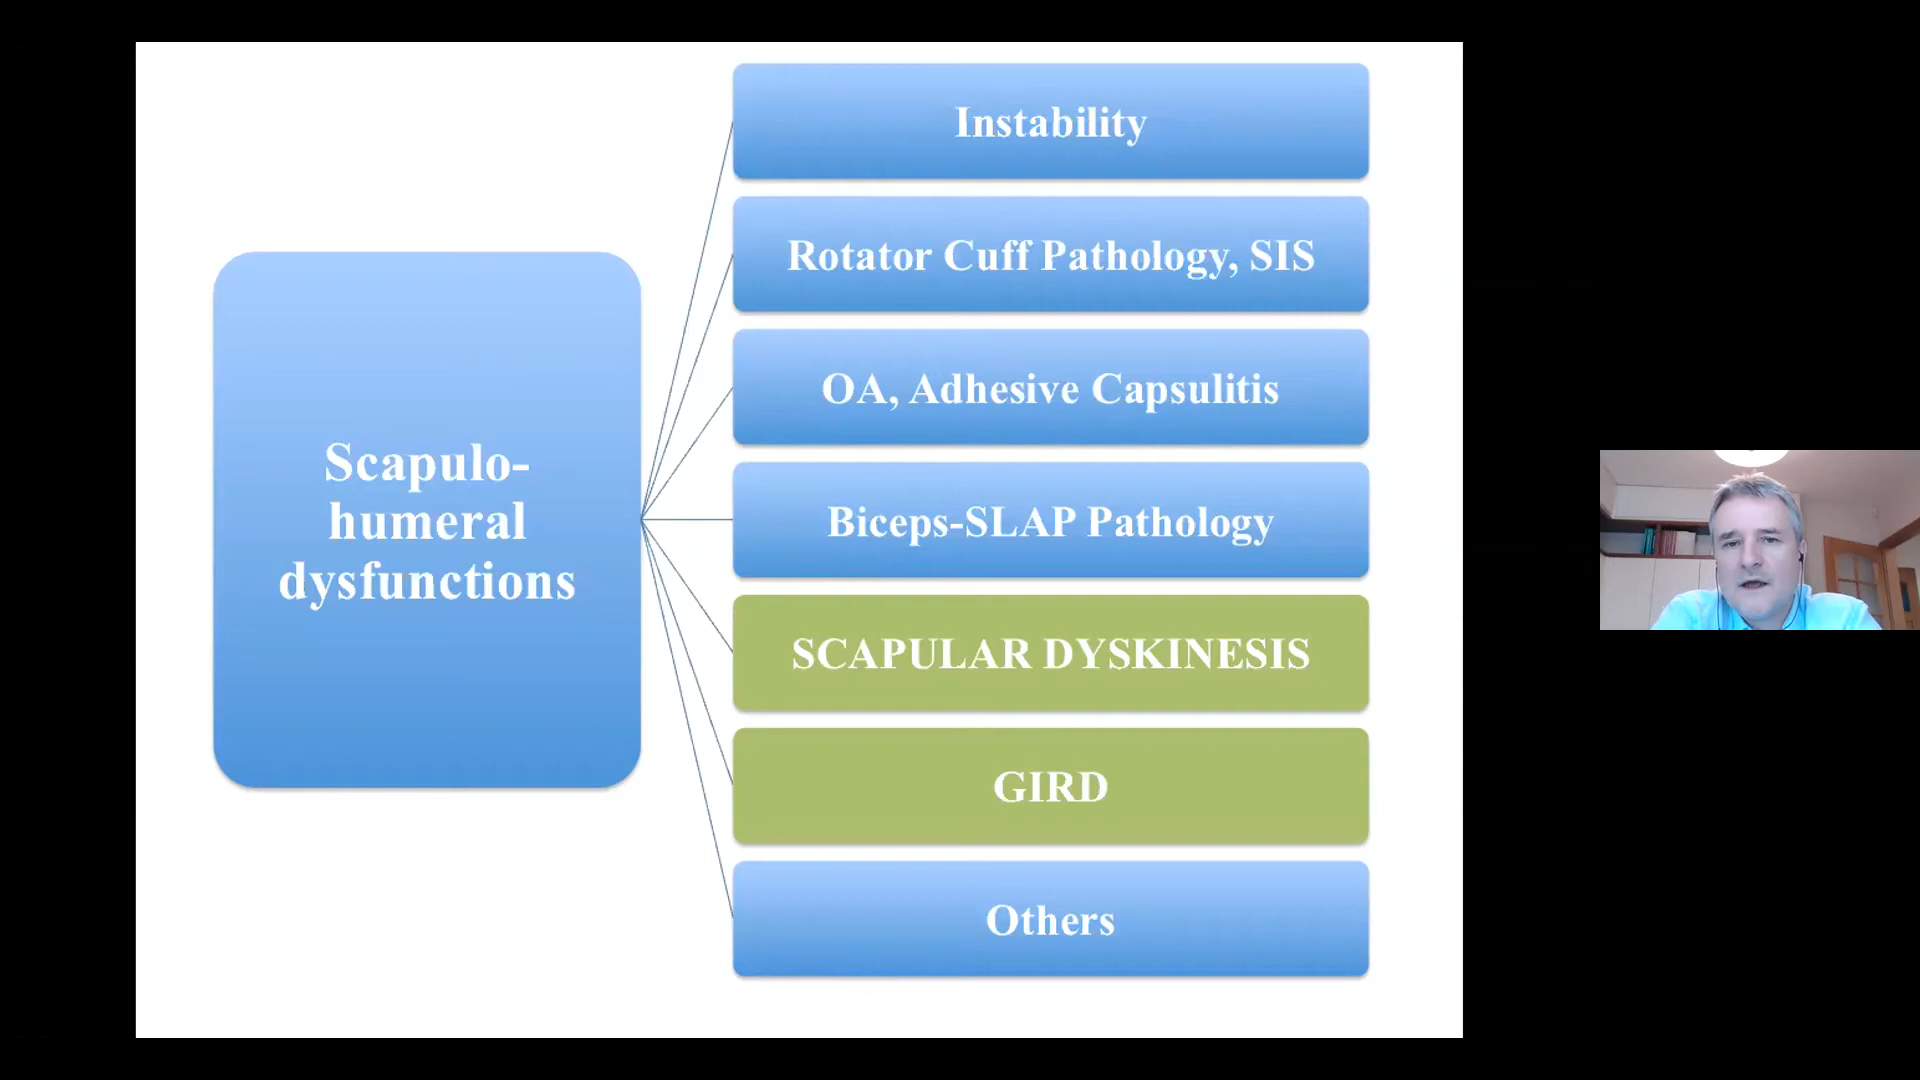 Scapulo-
humeral
dysfunctions
Instability
Rotator Cuff Pathology, SIS
OA, Adhesive Capsulitis
Biceps-SLAP Pathology
SCAPULAR DYSKINESIS
GIRD
Others